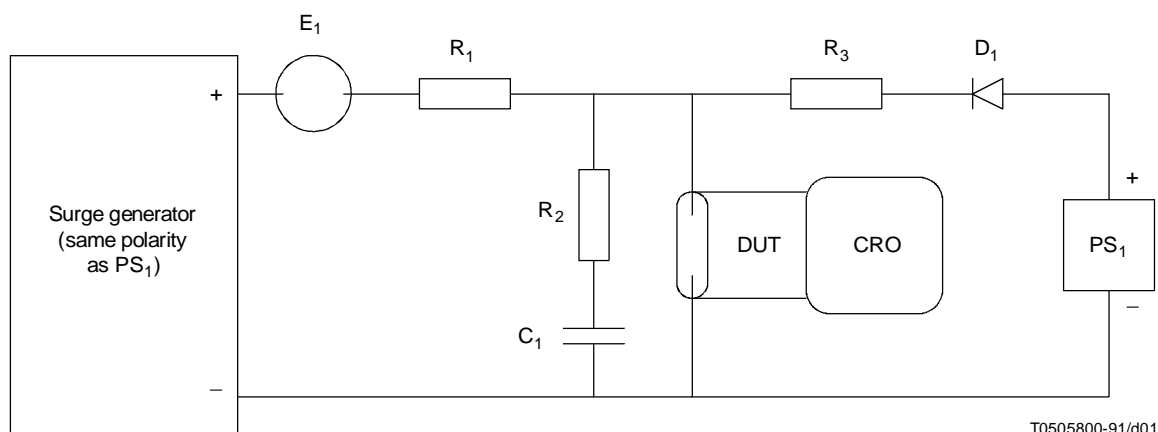 E1
R1
R3
D1
+
Surge generator
(same polarity
as PS1)
R2
DUT
CRO
+
PS1
–
C1
–
T0505800-91/d01